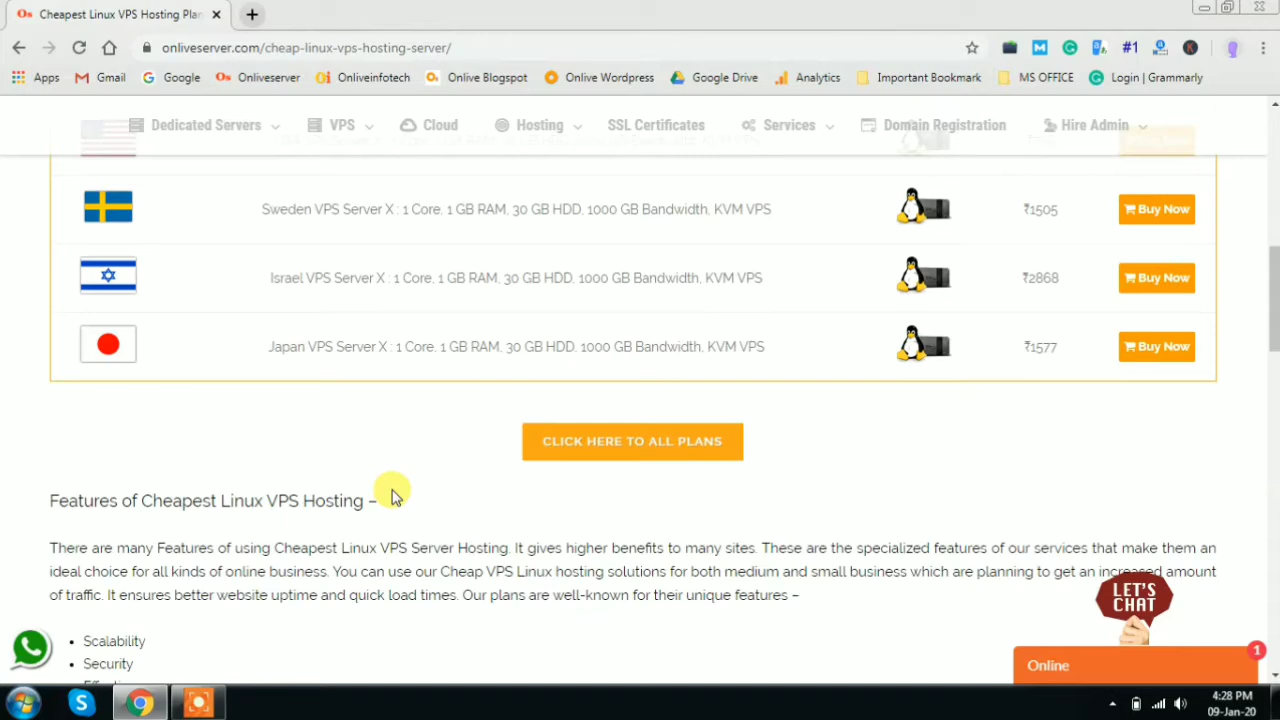 Os Cheapest Linux VPS Hosting Plan
onliveserver.com/cheap-linux-vps-hosting-server/
M #1 K
Apps Gmail Google Os Onliveserver Onliveinfotech Online Blogspot Onlive Wordpress Google Drive Analytics Important Bookmark MS OFFICE Login | Grammarly
Dedicated Servers VPS Cloud Hosting SSL Certificates Services Domain Registration Hire Admin
Sweden VPS Server X : 1 Core, 1 GB RAM, 30 GB HDD, 1000 GB Bandwidth, KVM VPS ₹1505 Buy Now
Israel VPS Server X : 1 Core, 1 GB RAM, 30 GB HDD, 1000 GB Bandwidth, KVM VPS ₹2868 Buy Now
Japan VPS Server X : 1 Core, 1 GB RAM, 30 GB HDD, 1000 GB Bandwidth, KVM VPS ₹1577 Buy Now
CLICK HERE TO ALL PLANS
Features of Cheapest Linux VPS Hosting –
There are many Features of using Cheapest Linux VPS Server Hosting. It gives higher benefits to many sites. These are the specialized features of our services that make them an
ideal choice for all kinds of online business. You can use our Cheap VPS Linux hosting solutions for both medium and small business which are planning to get an increased amount
of traffic. It ensures better website uptime and quick load times. Our plans are well-known for their unique features –
LET'S
CHAT
• Scalability
• Security
Online 1
4:28 PM
09-Jan-20